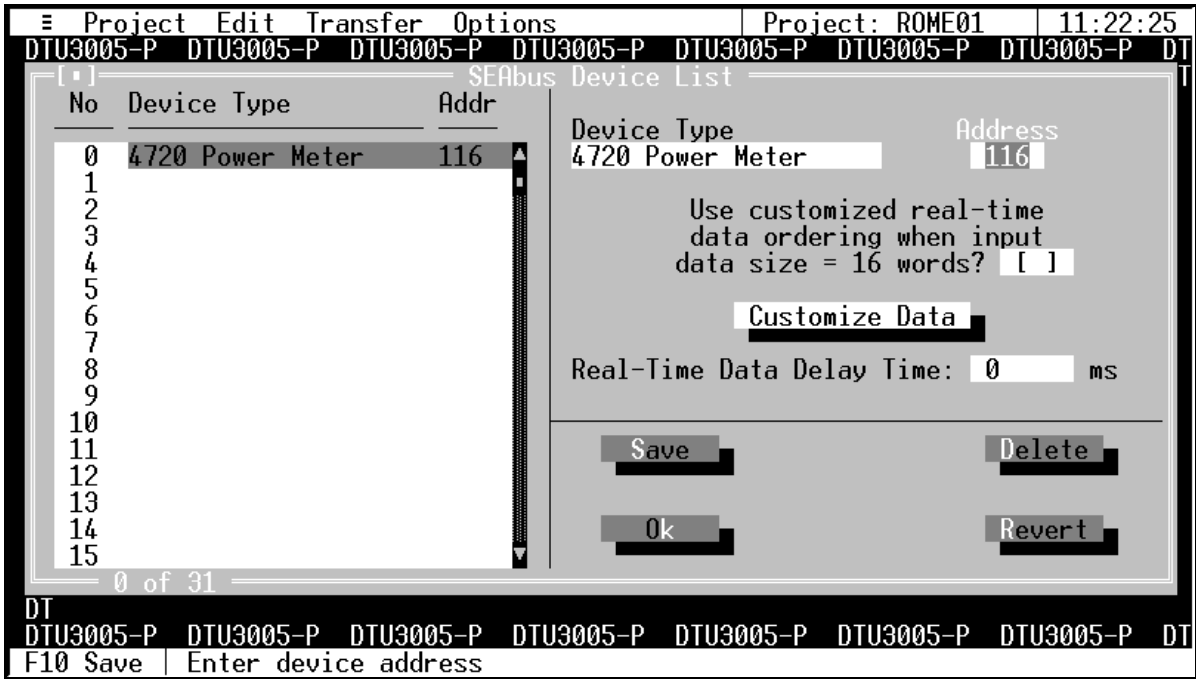 ≡ Project Edit Transfer Options Project: ROME01 11:22:25
DTU3005-P DTU3005-P DTU3005-P DTU3005-P DTU3005-P DTU3005-P DTU3005-P DT
SEAbus Device List
T
No Device Type Addr
0 4720 Power Meter 116
1
2
3
4
5
6
7
8
9
10
11
12
13
14
15
0 of 31
Device Type Address
4720 Power Meter 116
Use customized real-time
data ordering when input
data size = 16 words? [ ]
Customize Data
Real-Time Data Delay Time: 0 ms
Save Delete
Ok Revert
DT
DTU3005-P DTU3005-P DTU3005-P DTU3005-P DTU3005-P DTU3005-P DTU3005-P DT
F10 Save Enter device address